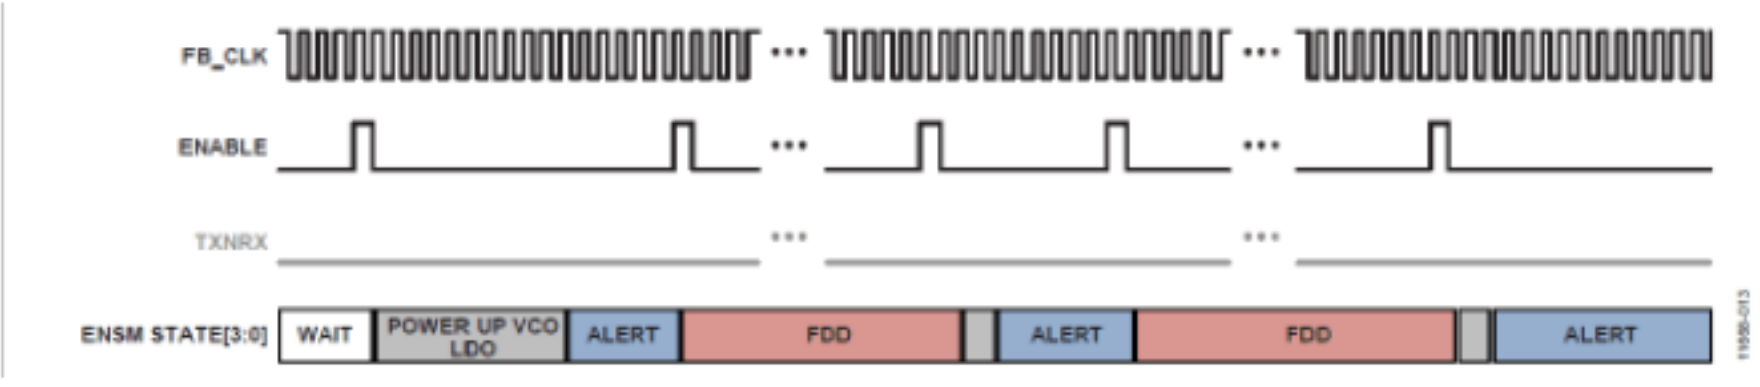 FB_CLK
ENABLE
TXNRX
ENSM STATE[3:0]
WAIT
POWER UP VCO
LDO
ALERT
FDD
ALERT
FDD
ALERT